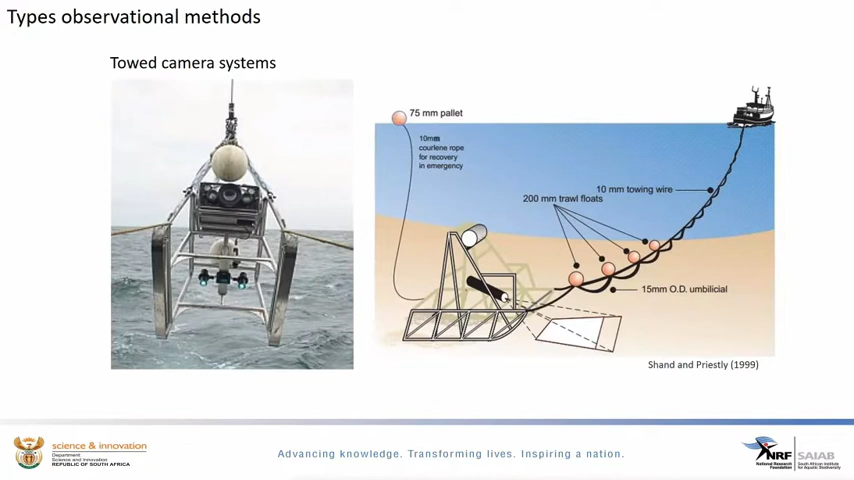 Types observational methods
Towed camera systems
75 mm pallet
10mm
courlene rope
for recovery
in emergency
10 mm towing wire
200 mm trawl floats
15mm O.D. umbilicial
Shand and Priestly (1999)
science & innovation
Department
Science and Innovation
REPUBLIC OF SOUTH AFRICA
Advancing knowledge. Transforming lives. Inspiring a nation.
NRF
National Research
Foundation
SAIAB
South African Institute
for Aquatic Biodiversity